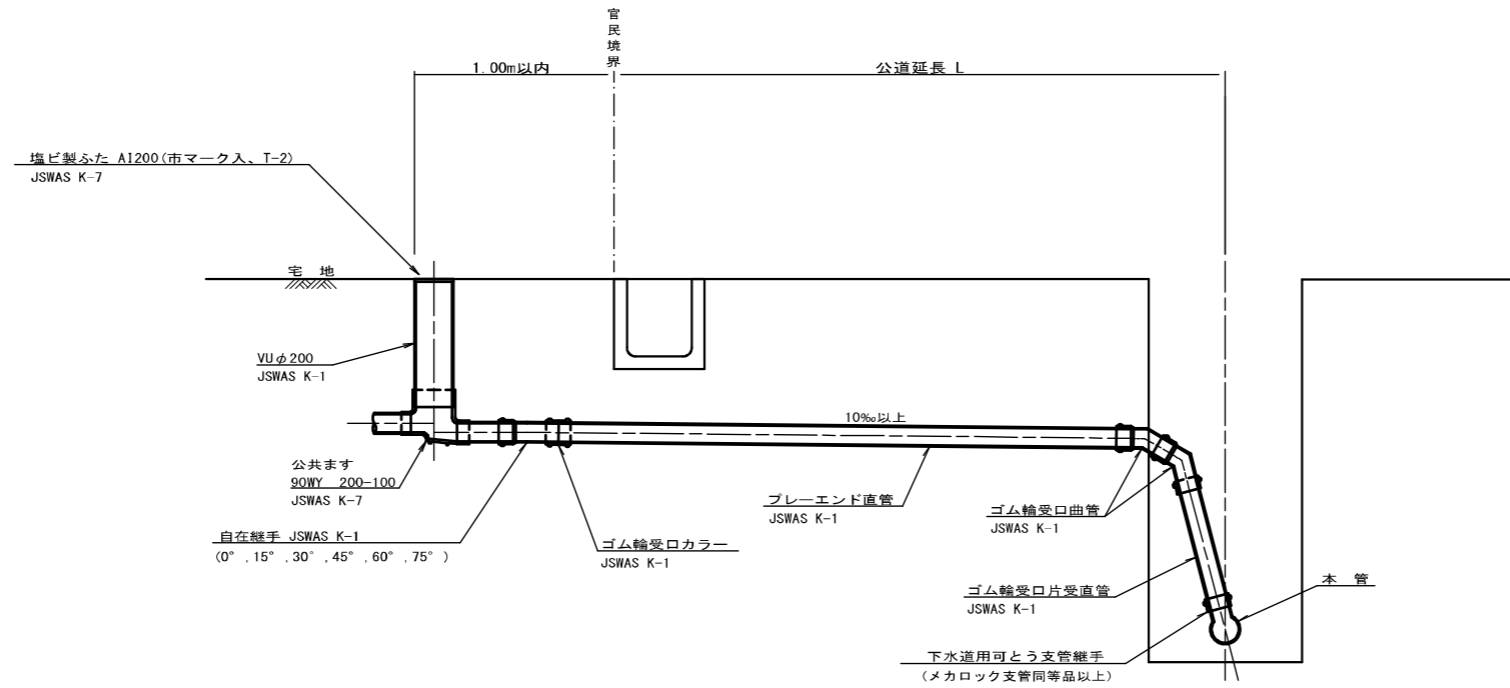 官民境界
1.00m以内
公道延長 L
塩ビ製ふた AI200(市マーク入、T-2)
JSWAS K-7
宅 地
VUφ200
JSWAS K-1
10‰以上
公共ます
90WY 200-100
JSWAS K-7
プレーエンド直管
JSWAS K-1
ゴム輪受口曲管
JSWAS K-1
自在継手 JSWAS K-1
(0°,15°,30°,45°,60°,75°)
ゴム輪受口カラー
JSWAS K-1
ゴム輪受口片受直管
JSWAS K-1
本 管
下水道用可とう支管継手
(メカロック支管同等品以上)